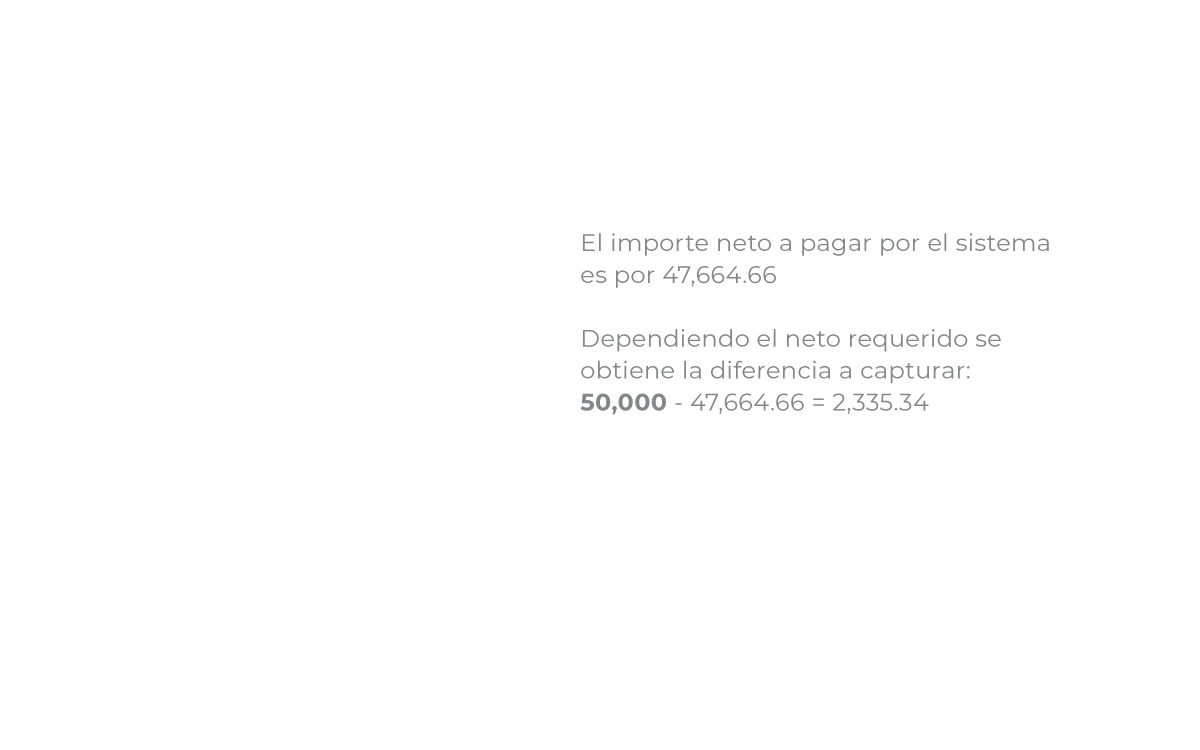 El importe neto a pagar por el sistema
es por 47,664.66
Dependiendo el neto requerido se
obtiene la diferencia a capturar:
50,000 - 47,664.66 = 2,335.34